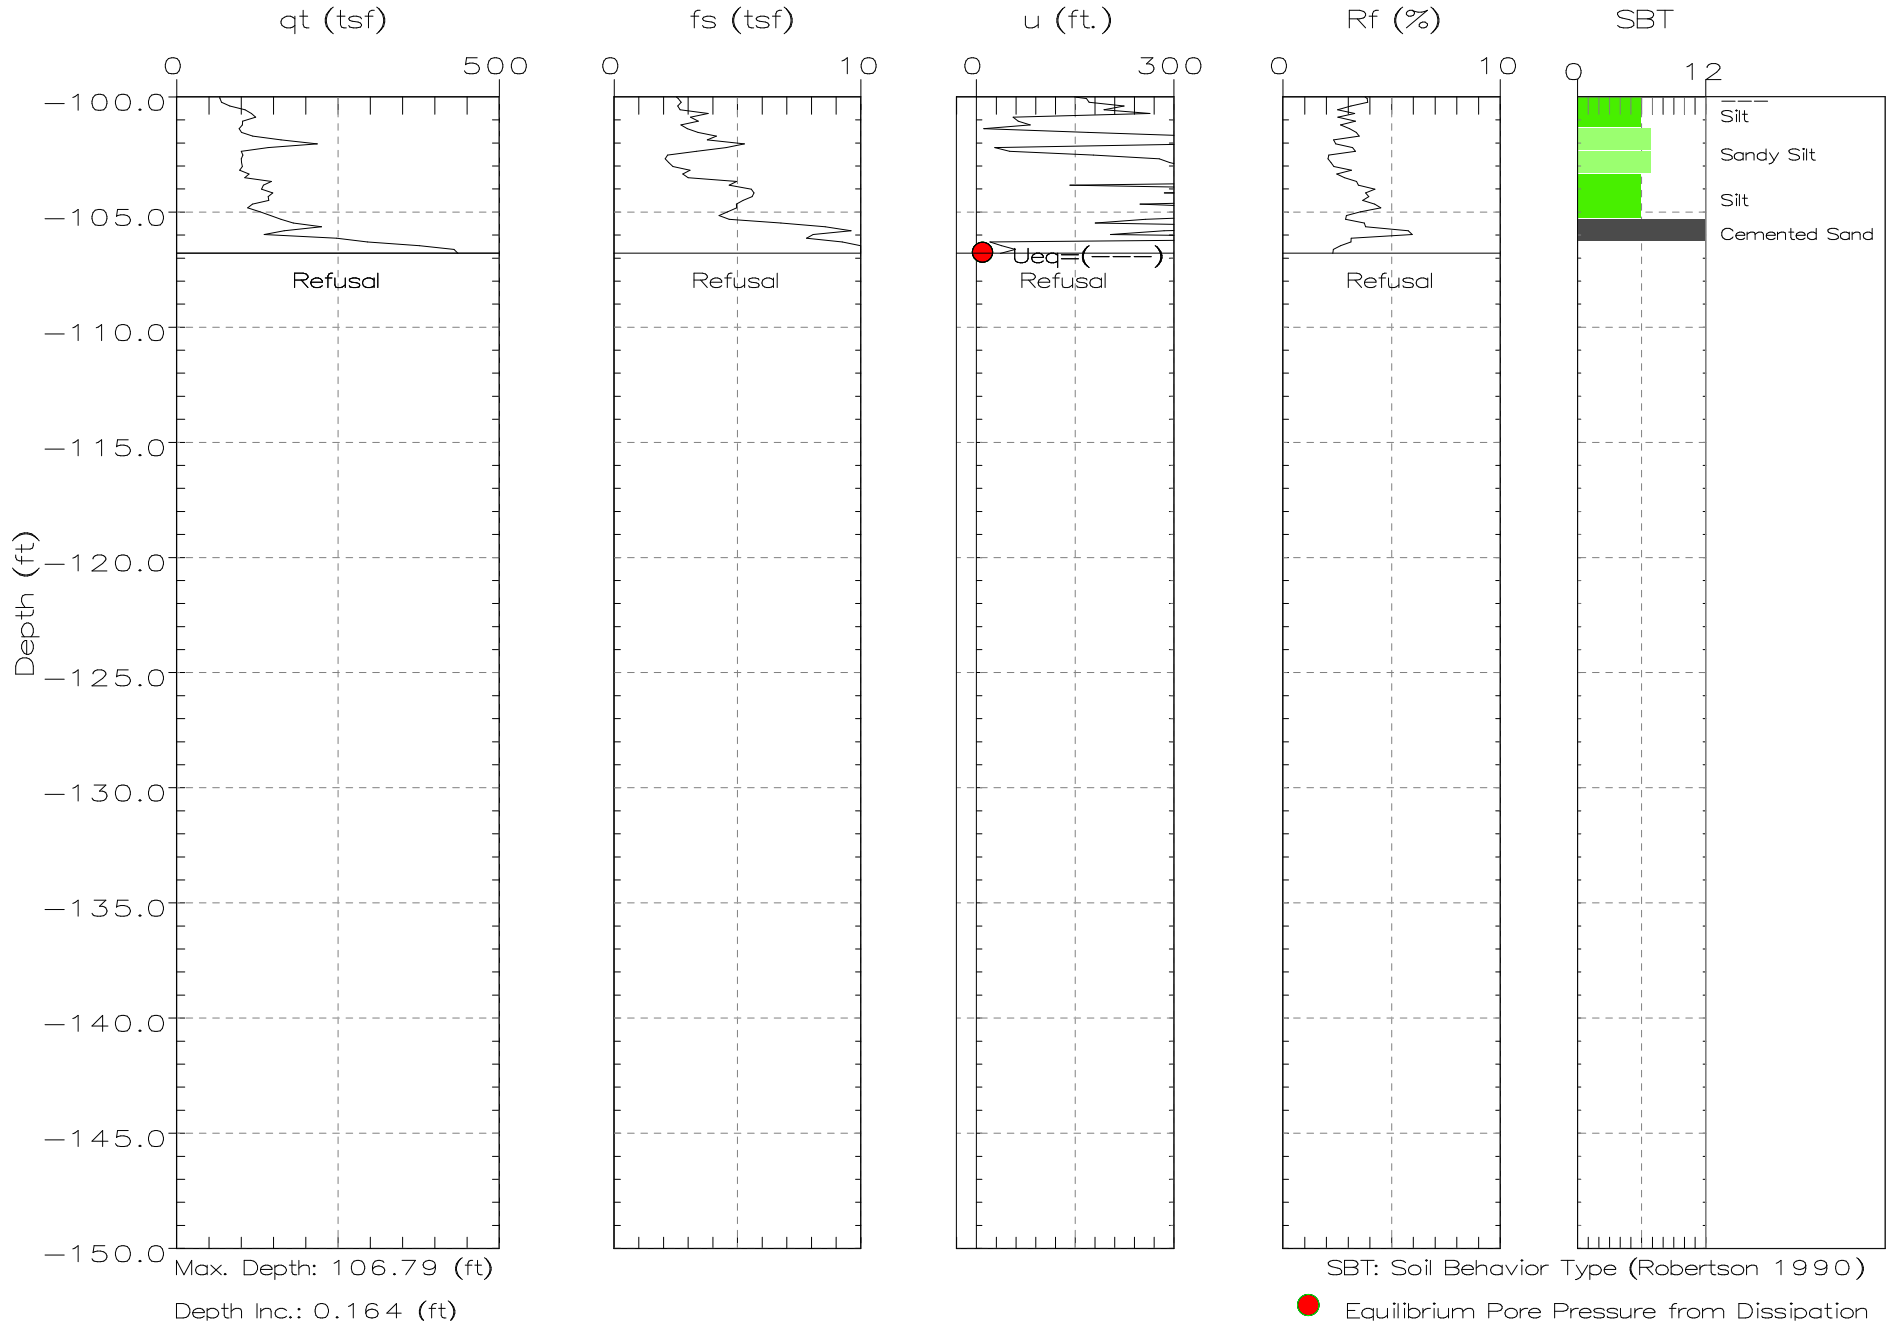 qt (tsf) fs (tsf) u (ft.) Rf (%) SBT
0 500 0 10 0 300 0 10 0 12
−100.0
Silt
Sandy Silt
Silt
−105.0
Cemented Sand
Ueq=(−−−)
Refusal Refusal Refusal Refusal
−110.0
−115.0
−120.0
Depth (ft)
−125.0
−130.0
−135.0
−140.0
−145.0
−150.0
Max. Depth: 106.79 (ft) SBT: Soil Behavior Type (Robertson 1990)
Depth Inc.: 0.164 (ft) Equilibrium Pore Pressure from Dissipation